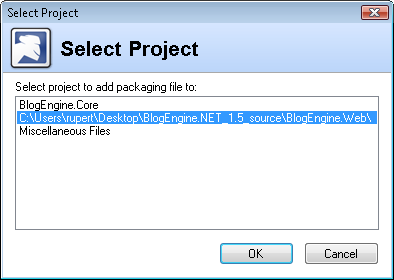 Select Project
Select Project
Select project to add packaging file to:
BlogEngine.Core
C:\Users\rupert\Desktop\BlogEngine.NET_1.5_source\BlogEngine.Web\
Miscellaneous Files
OK
Cancel